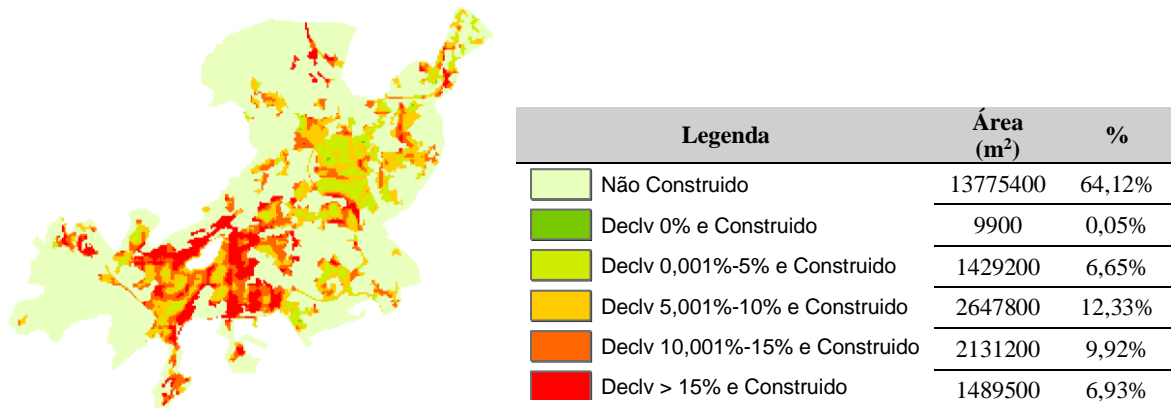 Legenda Área (m²) %
Não Construido 13775400 64,12%
Declv 0% e Construido 9900 0,05%
Declv 0,001%-5% e Construido 1429200 6,65%
Declv 5,001%-10% e Construido 2647800 12,33%
Declv 10,001%-15% e Construido 2131200 9,92%
Declv > 15% e Construido 1489500 6,93%